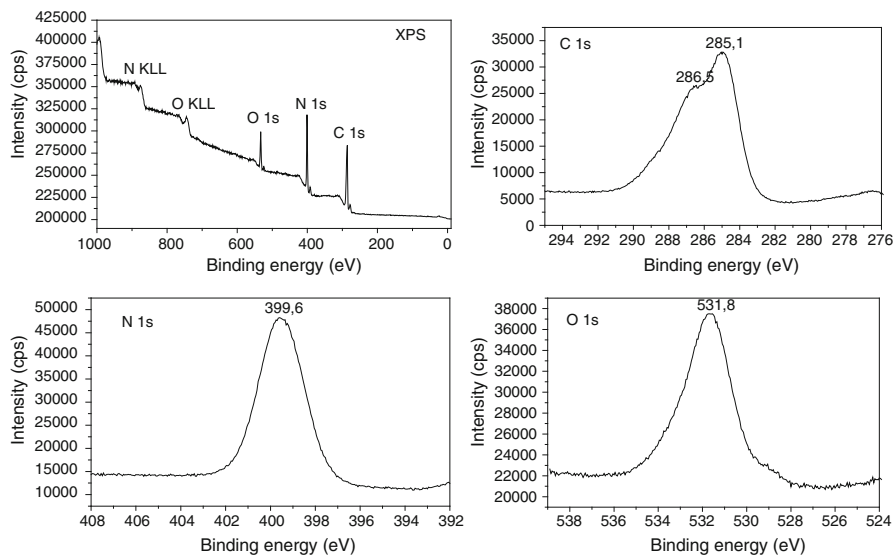 XPS
N KLL
O KLL
O 1s
N 1s
C 1s
425000
400000
375000
350000
325000
300000
275000
250000
225000
200000
Intensity (cps)
1000 800 600 400 200 0
Binding energy (eV)
C 1s
285,1
286,5
35000
30000
25000
20000
15000
10000
5000
0
Intensity (cps)
294 292 290 288 286 284 282 280 278 276
Binding energy (eV)
N 1s
399,6
50000
45000
40000
35000
30000
25000
20000
15000
10000
Intensity (cps)
408 406 404 402 400 398 396 394 392
Binding energy (eV)
O 1s
531,8
38000
36000
34000
32000
30000
28000
26000
24000
22000
20000
Intensity (cps)
538 536 534 532 530 528 526 524
Binding energy (eV)